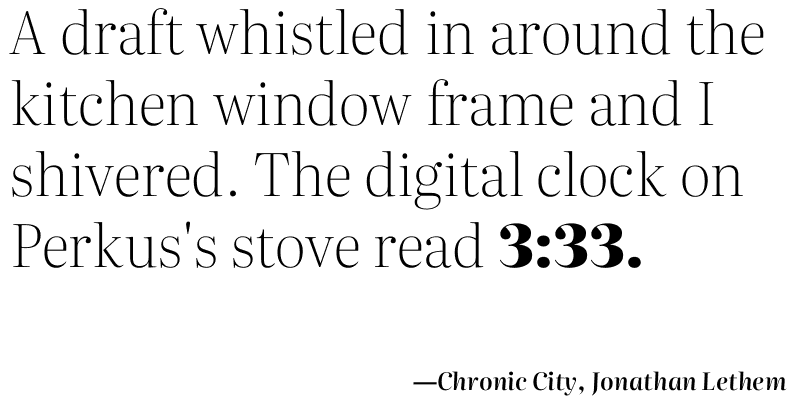 A draft whistled in around the
kitchen window frame and I
shivered. The digital clock on
Perkus's stove read 3:33.
—Chronic City, Jonathan Lethem